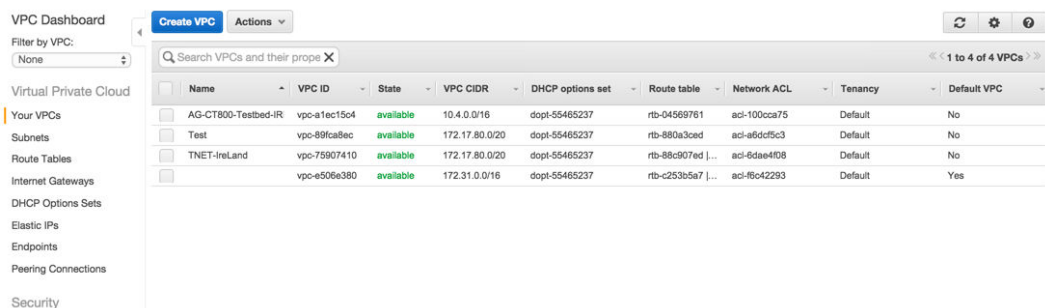 VPC Dashboard
Filter by VPC:
None
Virtual Private Cloud
Your VPCs
Subnets
Route Tables
Internet Gateways
DHCP Options Sets
Elastic IPs
Endpoints
Peering Connections
Security
Create VPC Actions
Search VPCs and their prope X
1 to 4 of 4 VPCs
Name VPC ID State VPC CIDR DHCP options set Route table Network ACL Tenancy Default VPC
AG-CT800-Testbed-IR vpc-a1ec15c4 available 10.4.0.0/16 dopt-55465237 rtb-04569761 acl-100cca75 Default No
Test vpc-89fca8ec available 172.17.80.0/20 dopt-55465237 rtb-880a3ced acl-a6dcf5c3 Default No
TNET-IreLand vpc-75907410 available 172.17.80.0/20 dopt-55465237 rtb-88c907ed |... acl-6dae4f08 Default No
vpc-e506e380 available 172.31.0.0/16 dopt-55465237 rtb-c253b5a7 |... acl-f6c42293 Default Yes